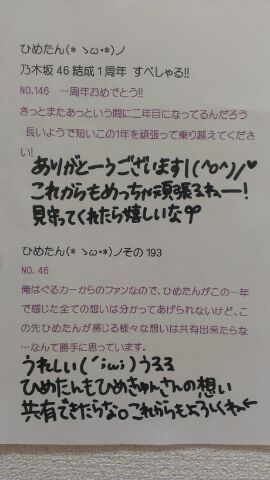 ひめたん(*ゝω･*)ノ
乃木坂46結成1周年 すぺしゃる!!
NO.146 一周年おめでとう!!
きっとまたあっという間に二年目になってるんだろう
長いようで短いこの1年を頑張って乗り越えてくださ
い!
ありがとーうございます!(^o^)/♥
これからもめっちゃ頑張るねー!
見守ってくれたら嬉しいな
ひめたん(*ゝω･*)ノその193
NO.46
俺はぐるカーからのファンなので、ひめたんがこの一年
で感じた全ての想いは分かってあげられないけど、こ
の先ひめたんが感じる様々な想いは共有出来たらな
…なんて勝手に思っています。
うれしい(´;ω;)うるる
ひめたんもひめきゅんさんの想い
共有できたらな。これからもよろしくねー